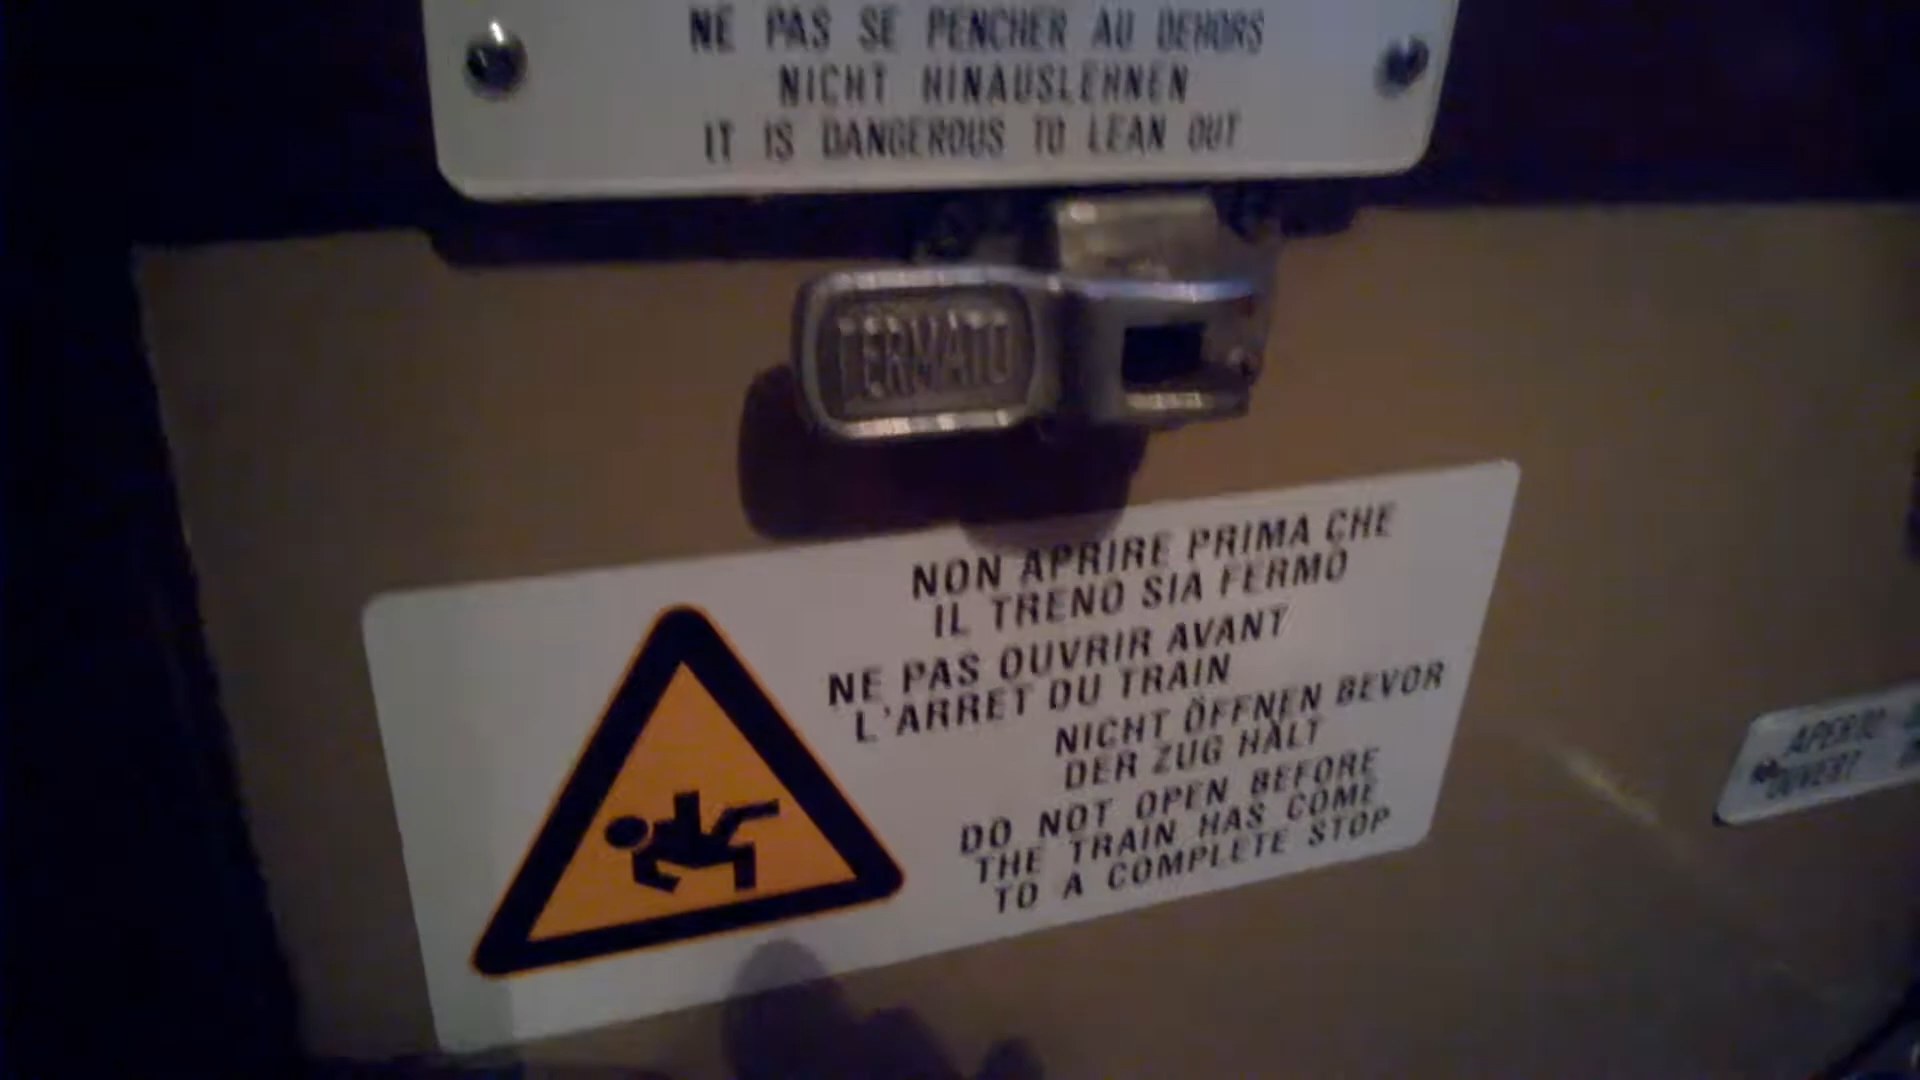 NE PAS SE PENCHER AU DEHORS
NICHT HINAUSLEHNEN
IT IS DANGEROUS TO LEAN OUT
FERMATO
NON APRIRE PRIMA CHE
IL TRENO SIA FERMO
NE PAS OUVRIR AVANT
L'ARRET DU TRAIN
NICHT ÖFFNEN BEVOR
DER ZUG HÄLT
DO NOT OPEN BEFORE
THE TRAIN HAS COME
TO A COMPLETE STOP
APERTO
OUVERT